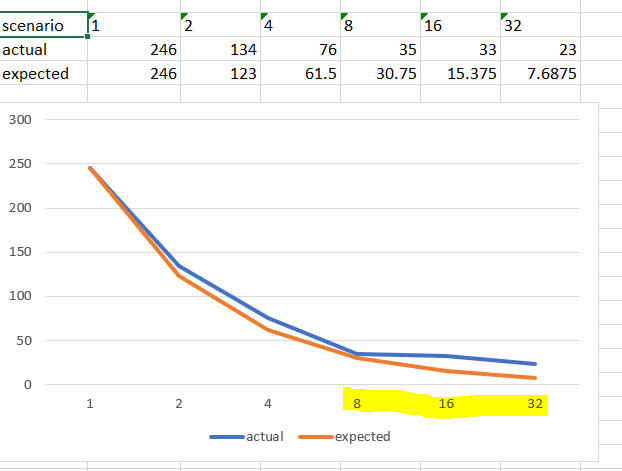 scenario 1 2 4 8 16 32
actual 246 134 76 35 33 23
expected 246 123 61.5 30.75 15.375 7.6875
300
250
200
150
100
50
0
1 2 4 8 16 32
actual expected